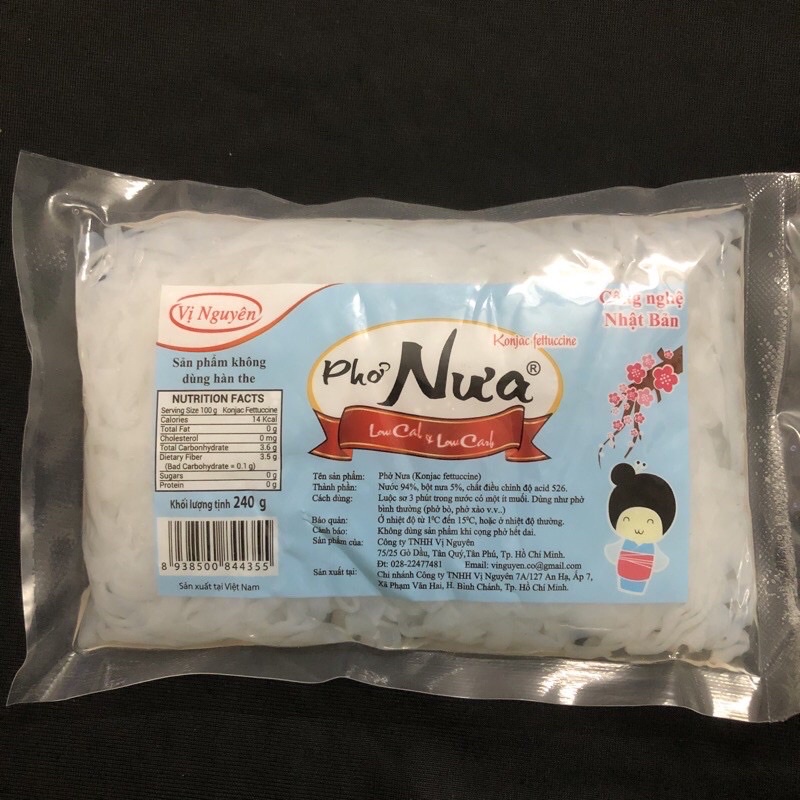 Vị Nguyên
Sản phẩm không
dùng hàn the
NUTRITION FACTS
Serving Size 100 g Konjac Fettuccine
Calories 14 Kcal
Total Fat 0 g
Cholesterol 0 mg
Total Carbohydrate 3.6 g
Dietary Fiber 3.5 g
(Bad Carbohydrate = 0.1 g)
Sugars 0 g
Protein 0 g
Khối lượng tịnh 240 g
8 938500 844355
Sản xuất tại Việt Nam
Công nghệ
Nhật Bản
Konjac fettuccine
Phở Nưa®
Low Cal & Low Carb
Tên sản phẩm: Phở Nưa (Konjac fettuccine)
Thành phần: Nước 94%, bột nưa 5%, chất điều chỉnh độ acid 526.
Cách dùng: Luộc sơ 3 phút trong nước có một ít muối. Dùng như phở
bình thường (phở bò, phở xào v.v..)
Bảo quản: Ở nhiệt độ từ 1⁰C đến 15⁰C, hoặc ở nhiệt độ thường.
Cảnh báo: Không dùng sản phẩm khi cọng phở hết dai.
Sản phẩm của: Công ty TNHH Vị Nguyên
75/25 Gò Dầu, Tân Quý, Tân Phú, Tp. Hồ Chí Minh.
Đt: 028-22477481 Email: vinguyen.co@gmail.com
Sản xuất tại: Chi nhánh Công ty TNHH Vị Nguyên 7A/127 An Hạ, Ấp 7,
Xã Phạm Văn Hai, H. Bình Chánh, Tp. Hồ Chí Minh.